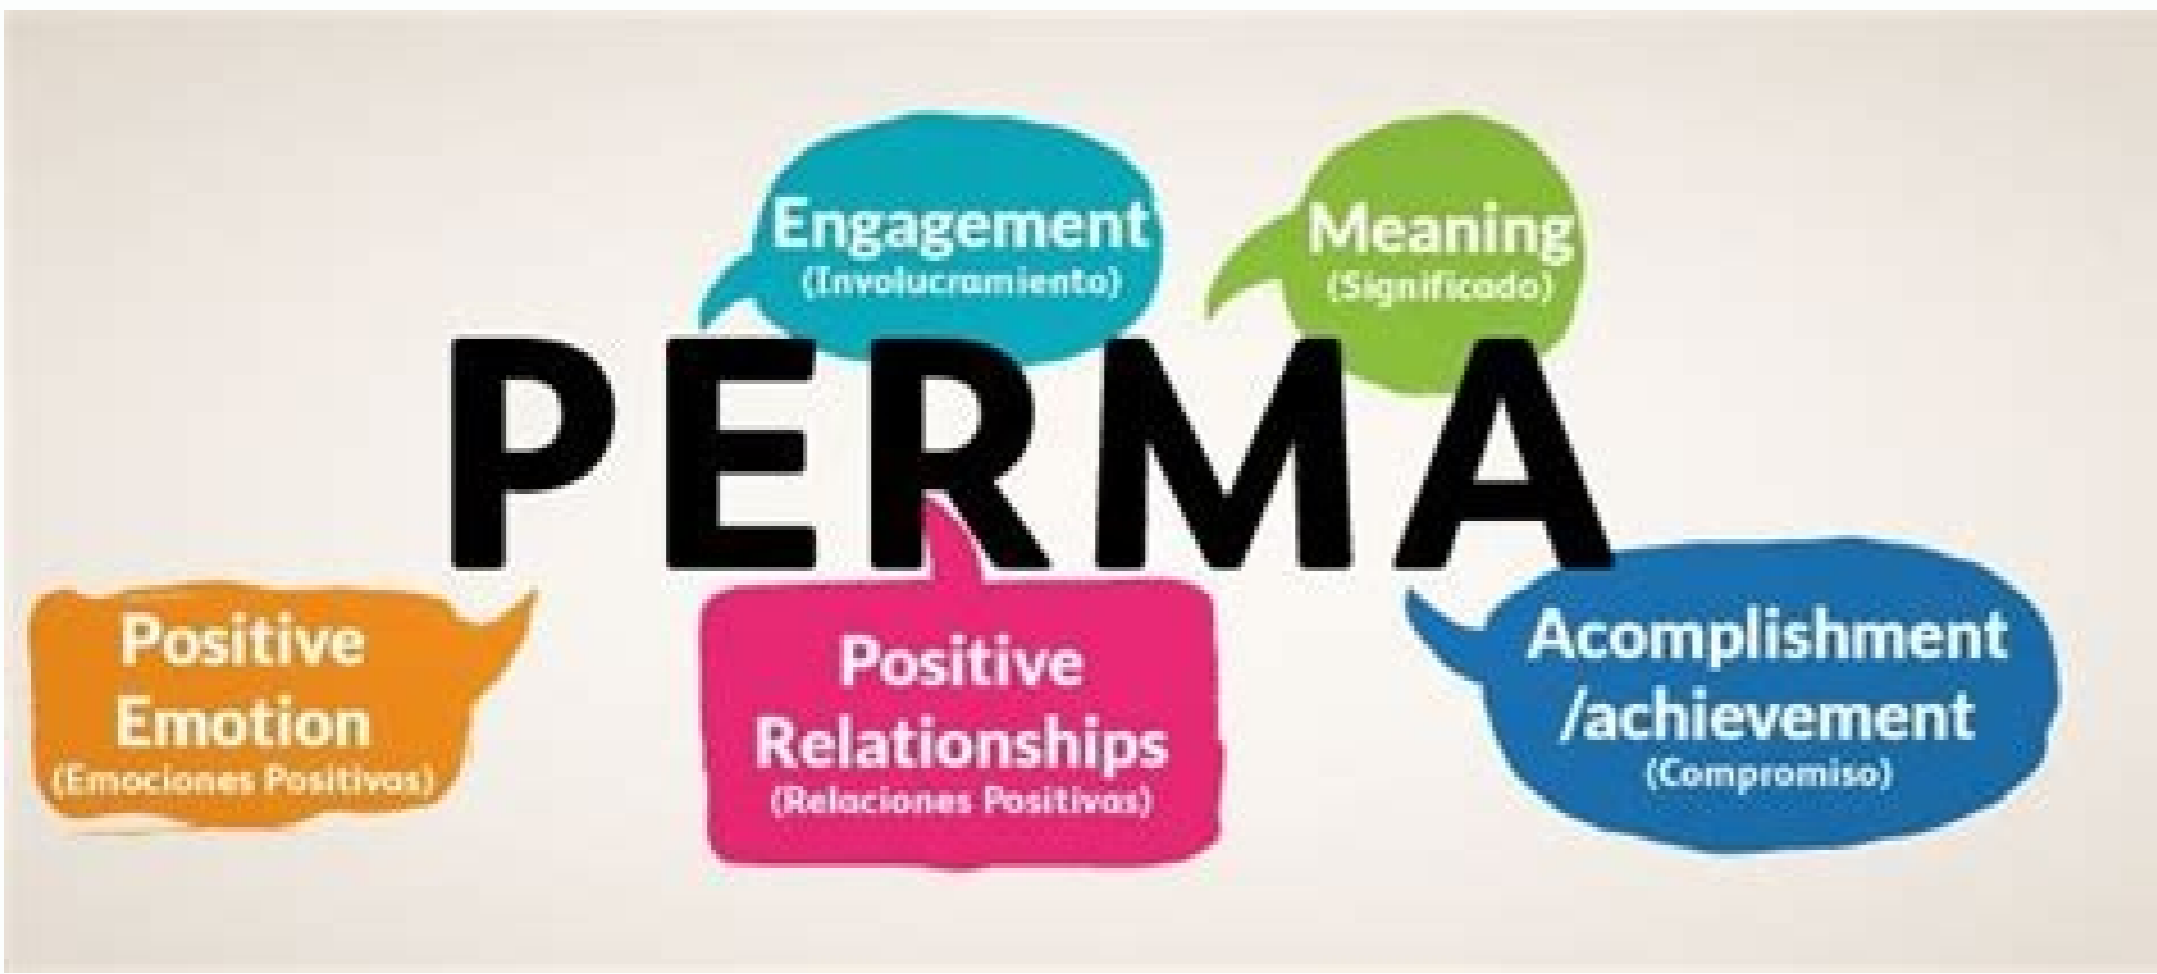 Engagement
(Involucramiento)
Meaning
(Significado)
PERMA
Positive
Emotion
(Emociones Positivas)
Positive
Relationships
(Relaciones Positivas)
Acomplishment
/achievement
(Compromiso)